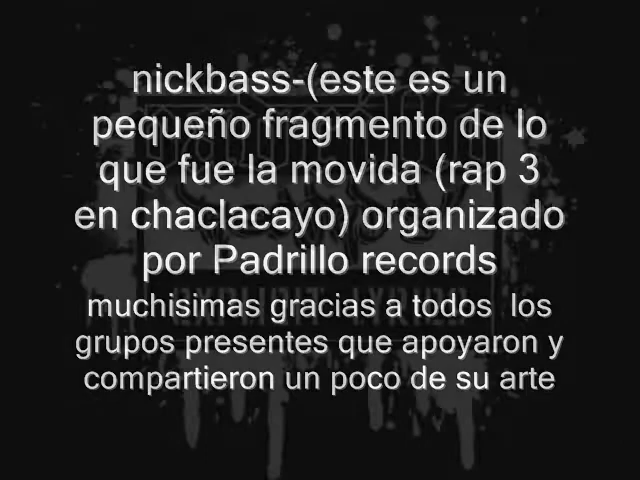 nickbass-(este es un
pequeño fragmento de lo
que fue la movida (rap 3
en chaclacayo) organizado
por Padrillo records
muchisimas gracias a todos  los
grupos presentes que apoyaron y
compartieron un poco de su arte